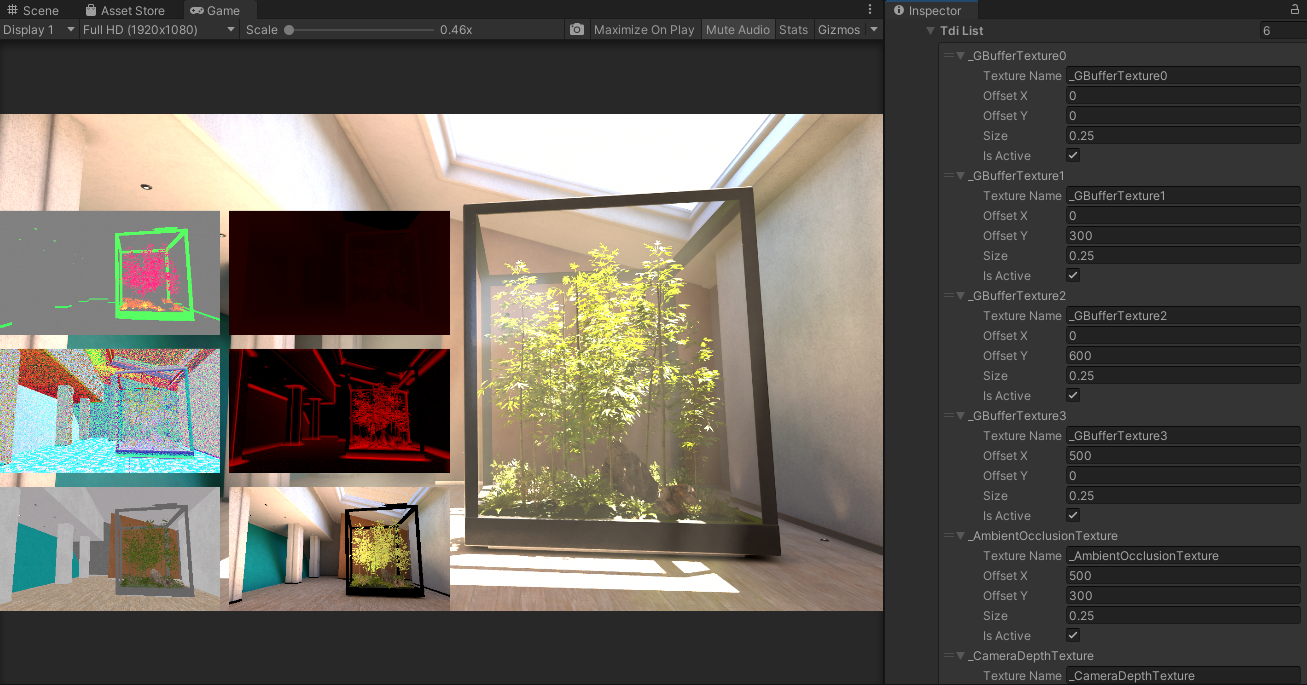 Scene Asset Store Game
Display 1 Full HD (1920x1080) Scale 0.46x Maximize On Play Mute Audio Stats Gizmos
Inspector
Tdi List 6
_GBufferTexture0
Texture Name _GBufferTexture0
Offset X 0
Offset Y 0
Size 0.25
Is Active
_GBufferTexture1
Texture Name _GBufferTexture1
Offset X 0
Offset Y 300
Size 0.25
Is Active
_GBufferTexture2
Texture Name _GBufferTexture2
Offset X 0
Offset Y 600
Size 0.25
Is Active
_GBufferTexture3
Texture Name _GBufferTexture3
Offset X 500
Offset Y 0
Size 0.25
Is Active
_AmbientOcclusionTexture
Texture Name _AmbientOcclusionTexture
Offset X 500
Offset Y 300
Size 0.25
Is Active
_CameraDepthTexture
Texture Name _CameraDepthTexture